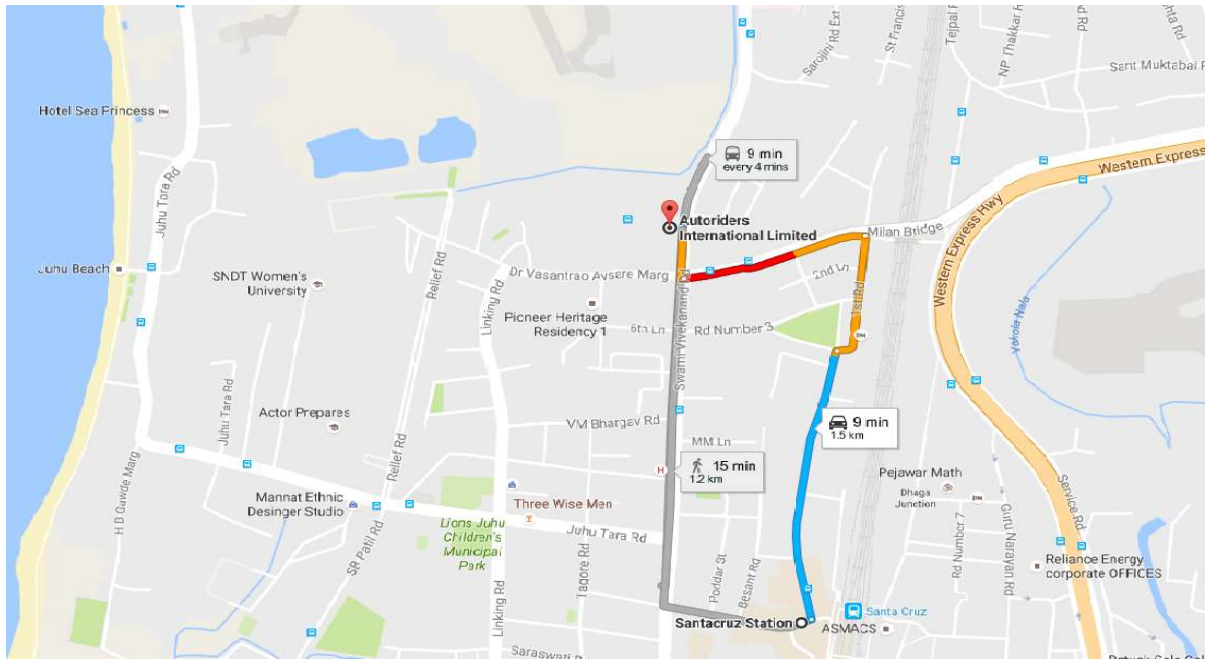 Sarojini Rd Ext
St Francis
Tejpal R
NP Thakkar R
Sant Muktabai R
Hotel Sea Princess
9 min
every 4 mins
Western Express
Juhu Tara Rd
Autoriders
International Limited
Milan Bridge
Western Express Hwy
Juhu Beach
SNDT Women's
University
Relief Rd
Linking Rd
Dr Vasantrao Avsare Marg
2nd Ln
1st Rd
Vakola Nala
Pioneer Heritage
Residency 1
6th Ln
Rd Number 3
Swami Vivekanand Rd
Juhu Tara Rd
Actor Prepares
VM Bhargav Rd
9 min
1.5 km
MM Ln
Relief Rd
H
15 min
1.2 km
Pejawar Math
H B Gawde Marg
Mannat Ethnic
Desinger Studio
Three Wise Men
Dhaga
Junction
Service Rd
Lions Juhu
Children's
Municipal
Park
Juhu Tara Rd
SR Patil Rd
Linking Rd
Tagore Rd
Poddar St
Besant Rd
Rd Number 7
Guru Narayan Rd
Reliance Energy
corporate OFFICES
Santa Cruz
Santacruz Station
ASMACS
Saraswati Rd